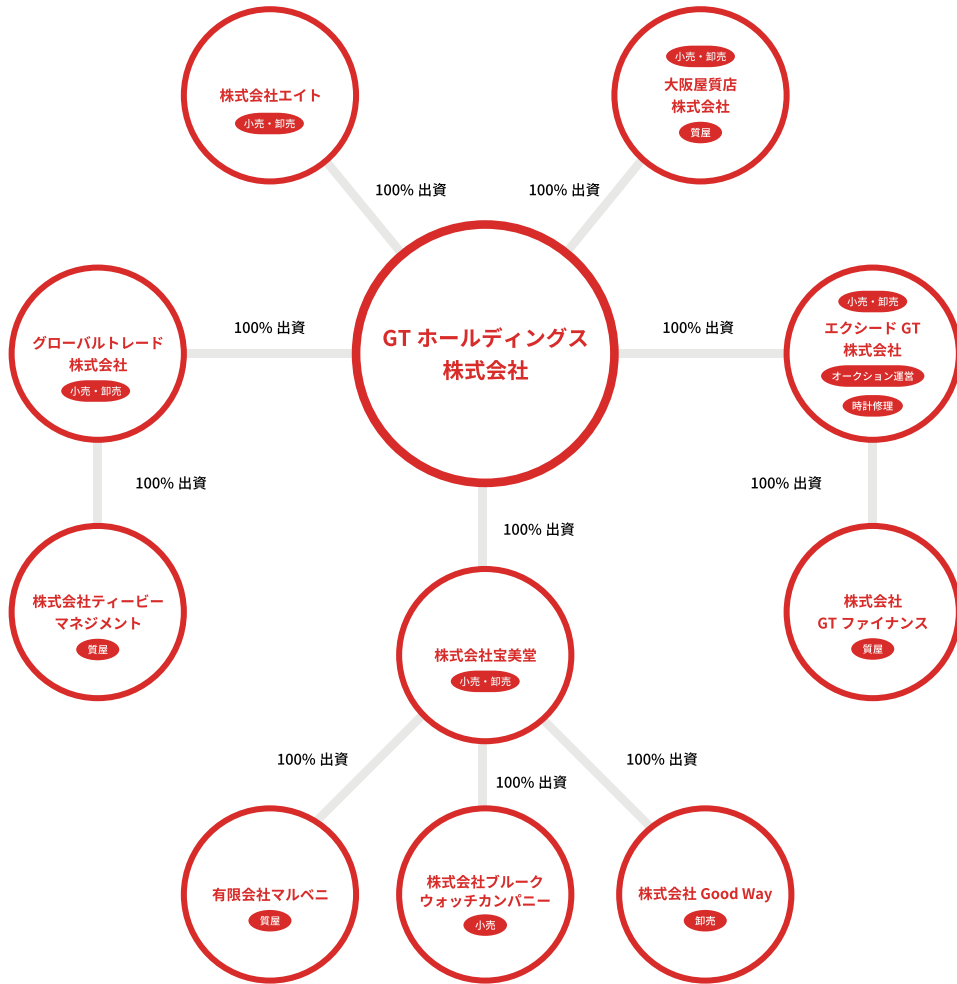 株式会社エイト
小売・卸売
小売・卸売
大阪屋質店
株式会社
質屋
100% 出資
100% 出資
GT ホールディングス
株式会社
100% 出資
100% 出資
グローバルトレード
株式会社
小売・卸売
小売・卸売
エクシード GT
株式会社
オークション運営
時計修理
100% 出資
100% 出資
100% 出資
株式会社ティービー
マネジメント
質屋
株式会社
GT ファイナンス
質屋
株式会社宝美堂
小売・卸売
100% 出資
100% 出資
100% 出資
有限会社マルベニ
質屋
株式会社ブルーク
ウォッチカンパニー
小売
株式会社 Good Way
卸売